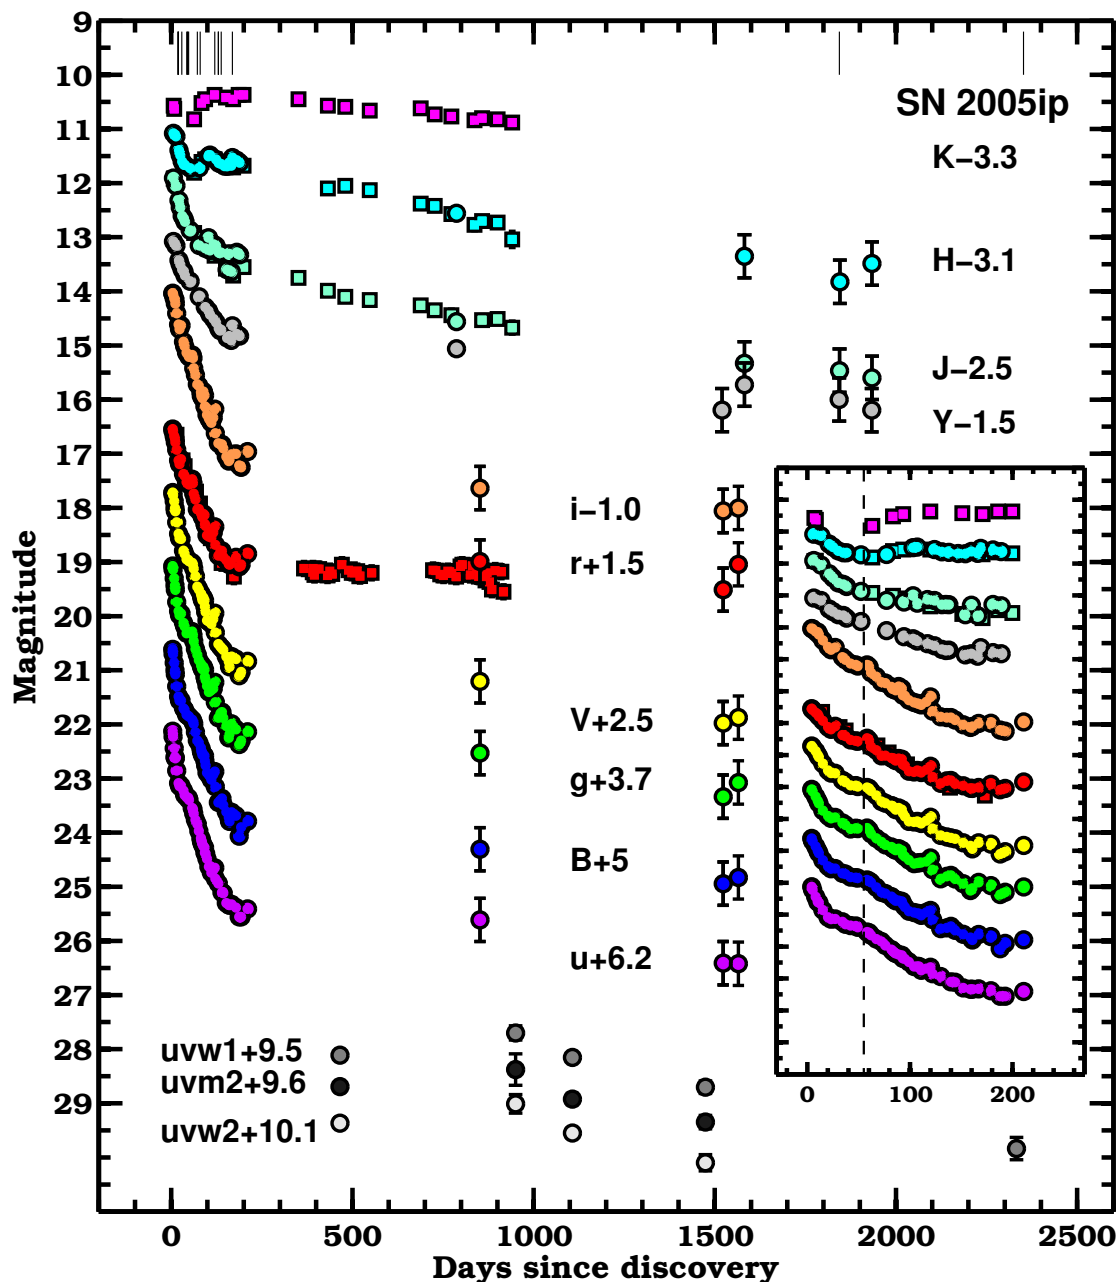 9
10
11
12
13
14
15
16
17
18
19
20
21
22
23
24
25
26
27
28
29
Magnitude
SN 2005ip
K−3.3
H−3.1
J−2.5
Y−1.5
i−1.0
r+1.5
V+2.5
g+3.7
B+5
u+6.2
uvw1+9.5
uvm2+9.6
uvw2+10.1
0 100 200
0 500 1000 1500 2000 2500
Days since discovery